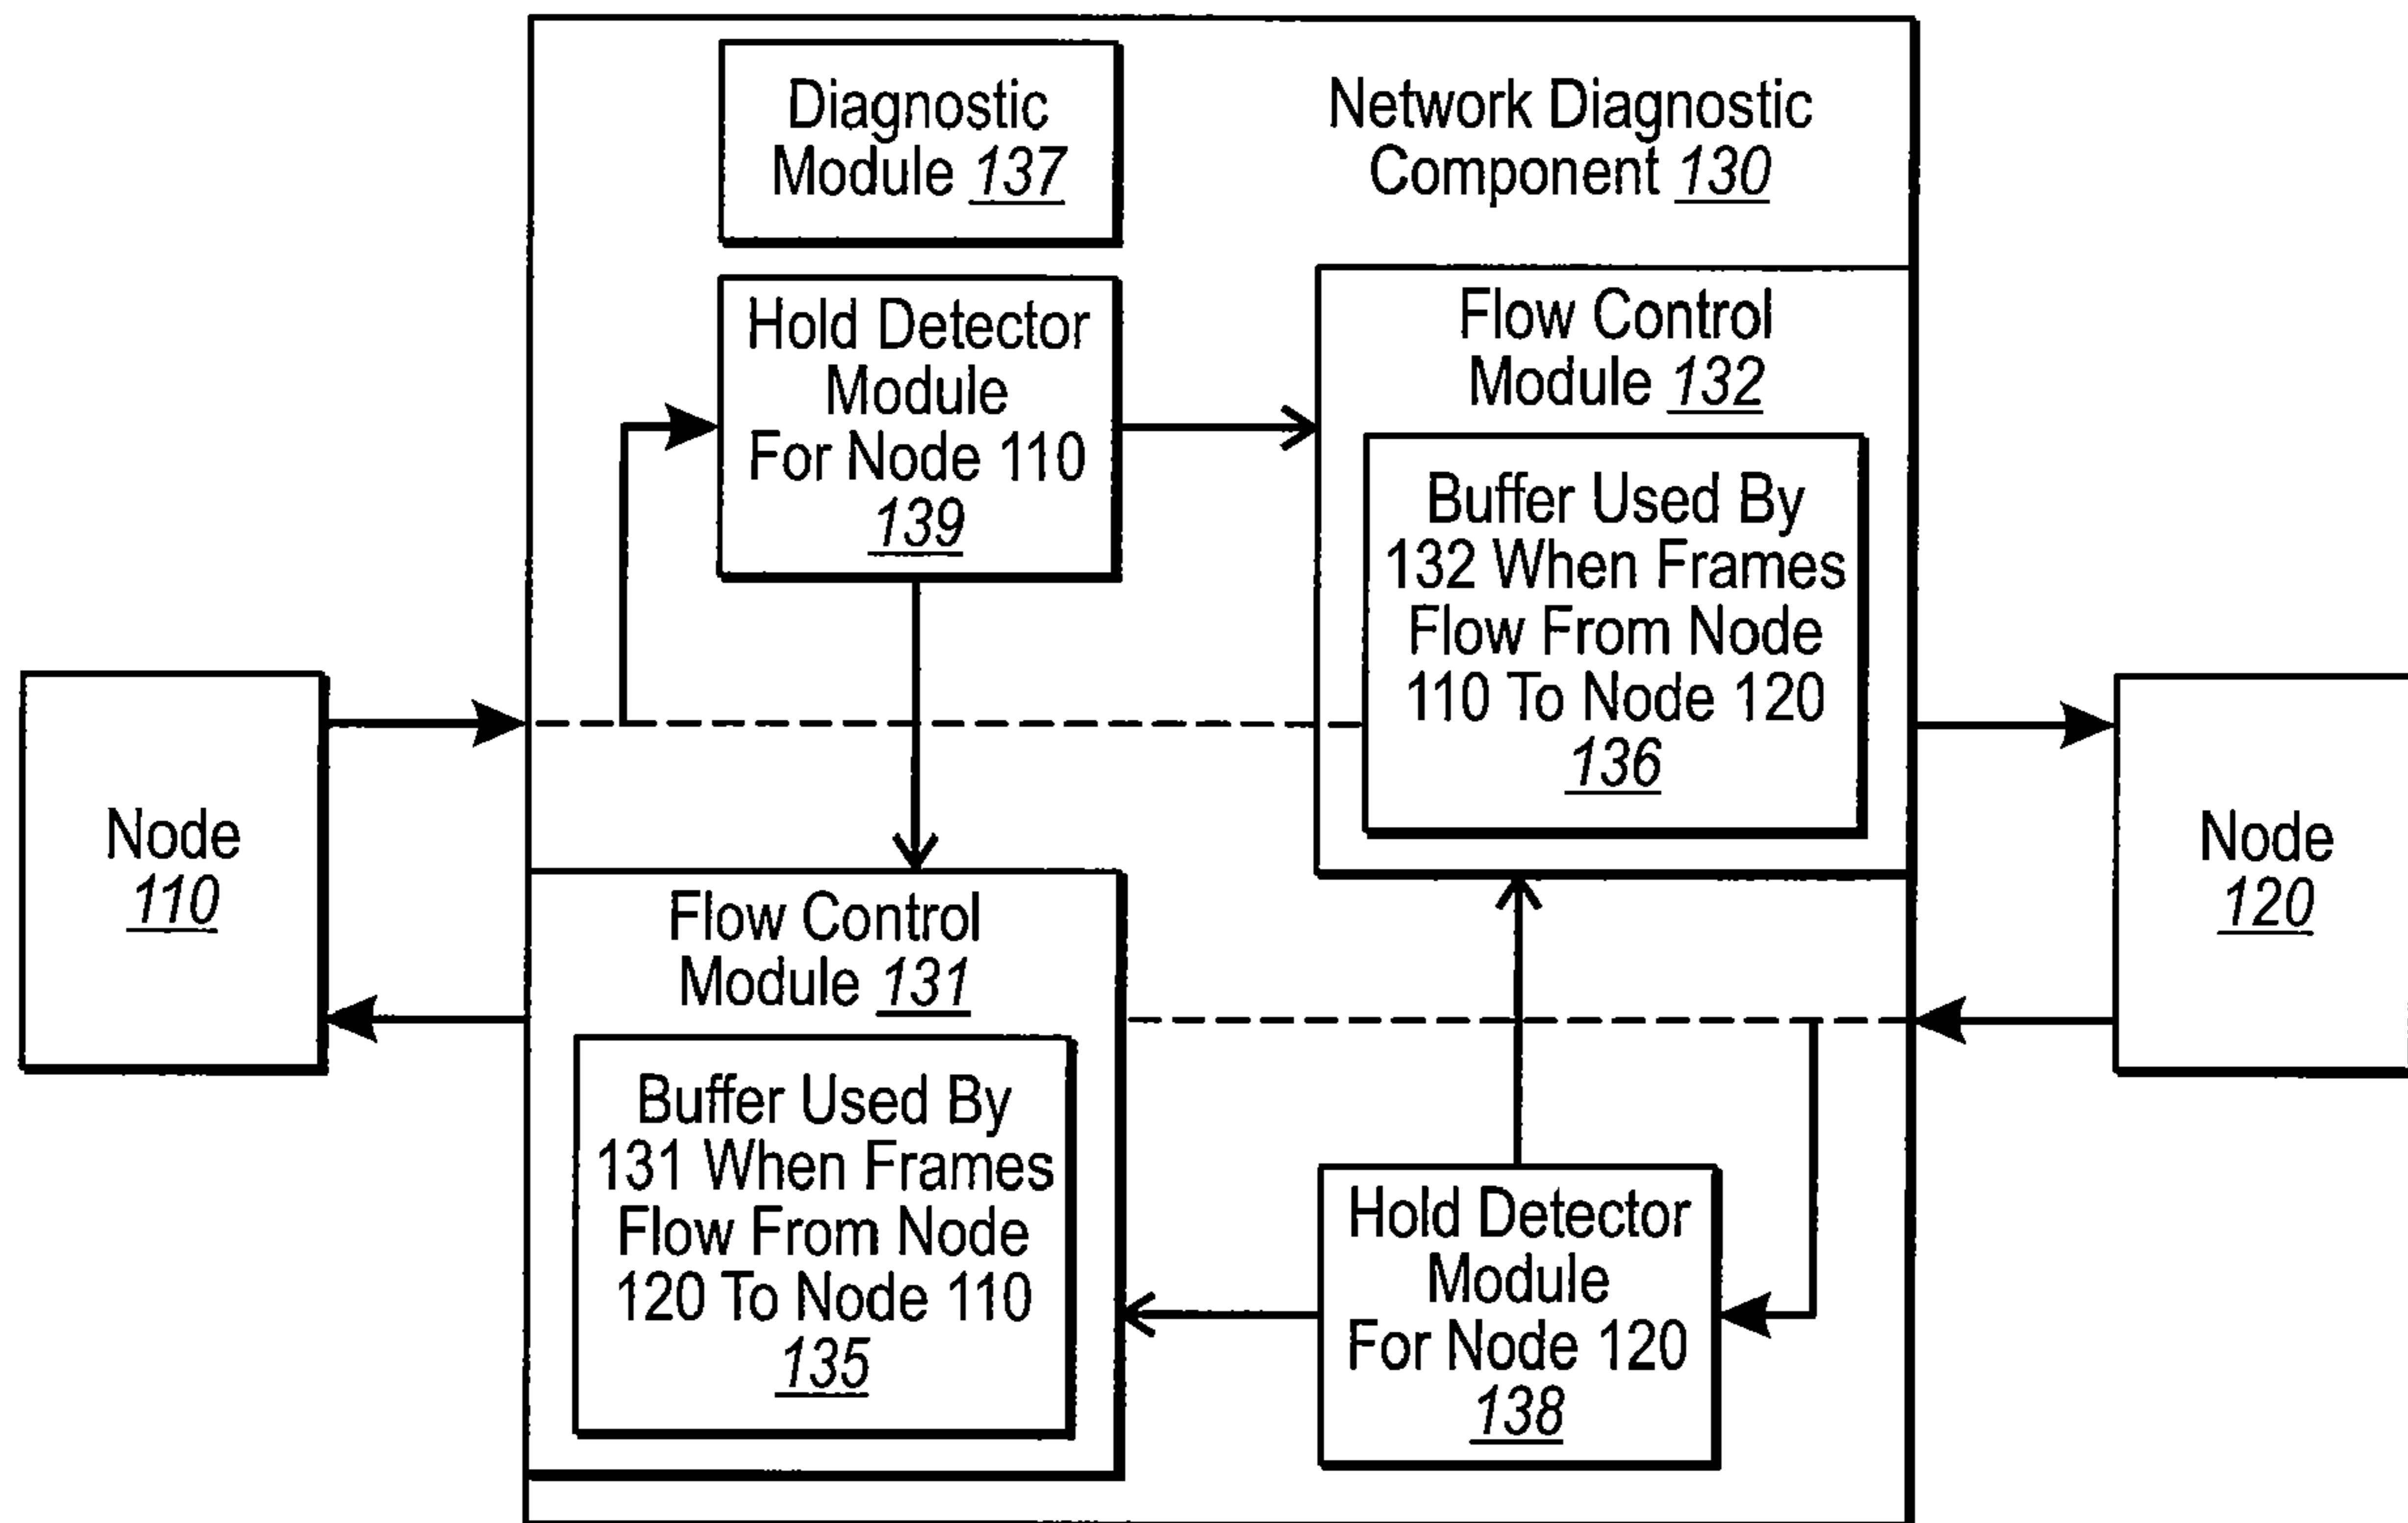 Diagnostic
Module 137
Network Diagnostic
Component 130
Hold Detector
Module
For Node 110
139
Flow Control
Module 132
Buffer Used By
132 When Frames
Flow From Node
110 To Node 120
136
Node
110
Node
120
Flow Control
Module 131
Buffer Used By
131 When Frames
Flow From Node
120 To Node 110
135
Hold Detector
Module
For Node 120
138